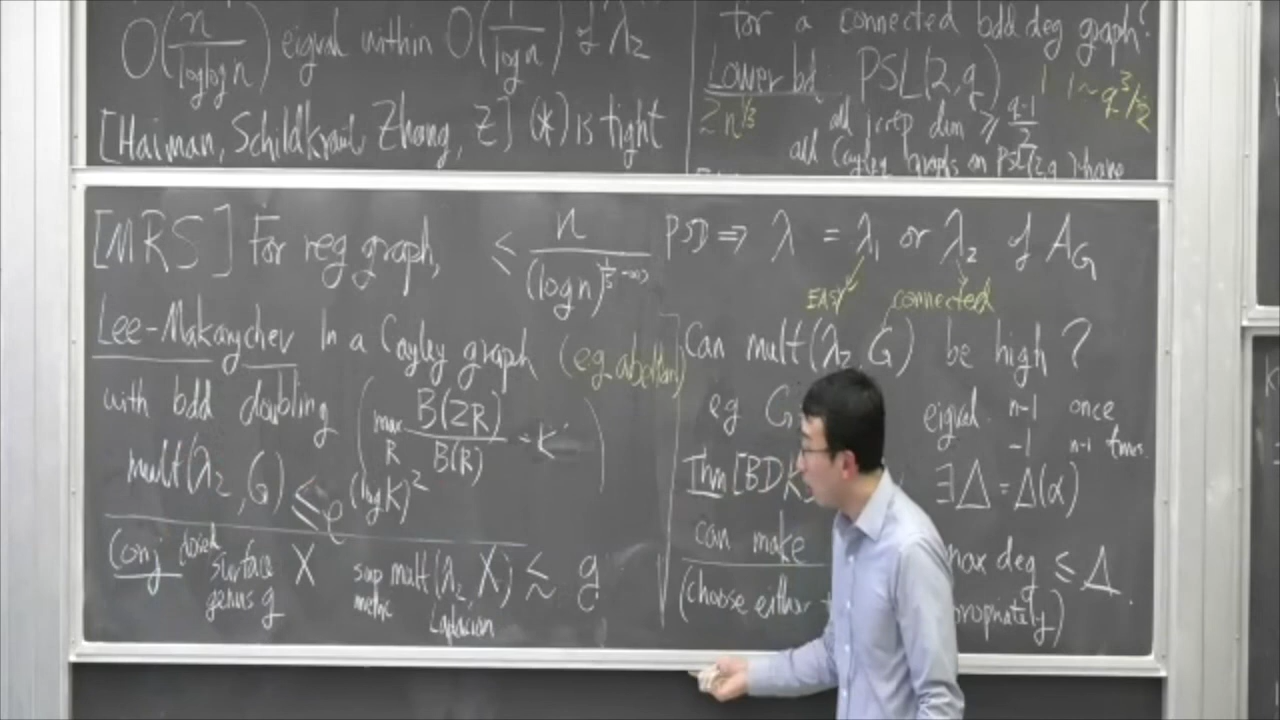 O(n/loglog n) eigval within O(1/log n) of λ₂
[Haiman, Schildkraut, Zhang, Z] (*) is tight
for a connected bdd deg graph?
Lower bd PSL(2,q)
≳ n^{1/3}
| | ~ q³/2
all irrep dim ≥ (q-1)/2
all Cayley graphs on PSL(2,q) have
[MRS] For reg graph, ≤ n/(log n)^{1/5 - o(1)}
Lee-Makarychev In a Cayley graph (eg. abelian)
with bdd doubling (max_R B(2R)/B(R) = K)
mult(λ₂, G) ≤ e^{(log K)²}
Conj closed surface X sup mult(λ₂, X) ≲ g
genus g metric Laplacian
PSD ⟹ λ = λ₁ or λ₂ of A_G
EASY connected
Can mult(λ₂ G) be high?
eg G eigval n-1 once
-1 n-1 times.
Thm [BDK ∃Δ = Δ(α)
can make max deg ≤ Δ.
(choose either ropriately)